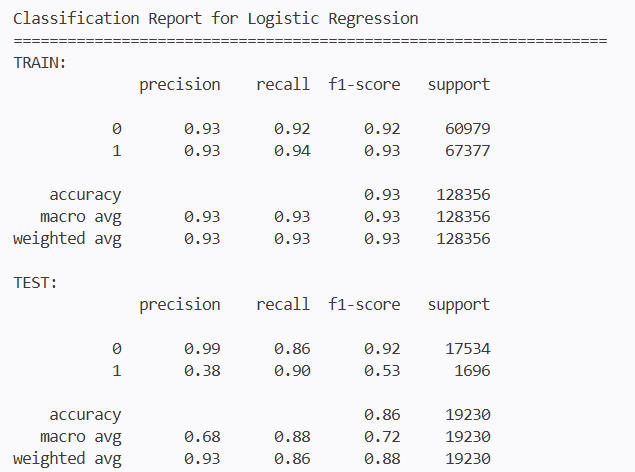 Classification Report for Logistic Regression
==================================================================
TRAIN:
              precision    recall  f1-score   support

           0       0.93      0.92      0.92     60979
           1       0.93      0.94      0.93     67377

    accuracy                           0.93    128356
   macro avg       0.93      0.93      0.93    128356
weighted avg       0.93      0.93      0.93    128356

TEST:
              precision    recall  f1-score   support

           0       0.99      0.86      0.92     17534
           1       0.38      0.90      0.53      1696

    accuracy                           0.86     19230
   macro avg       0.68      0.88      0.72     19230
weighted avg       0.93      0.86      0.88     19230